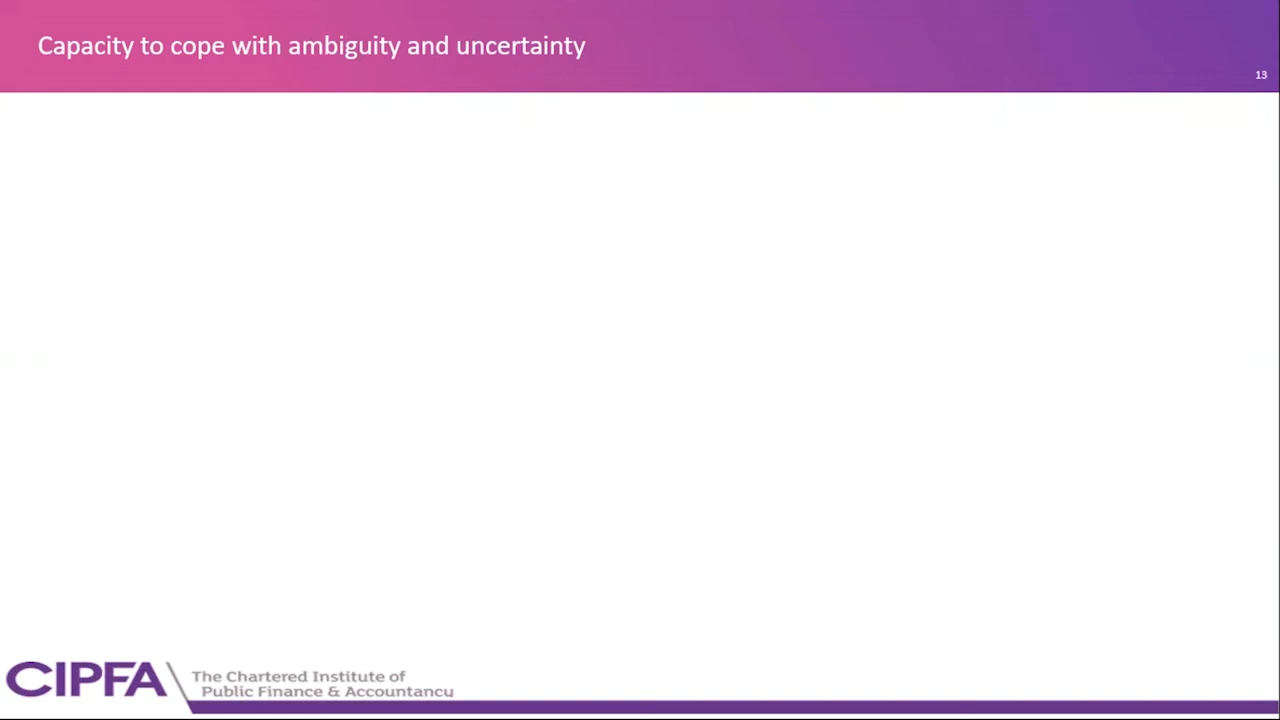 Capacity to cope with ambiguity and uncertainty
13
CIPFA
The Chartered Institute of
Public Finance & Accountancy